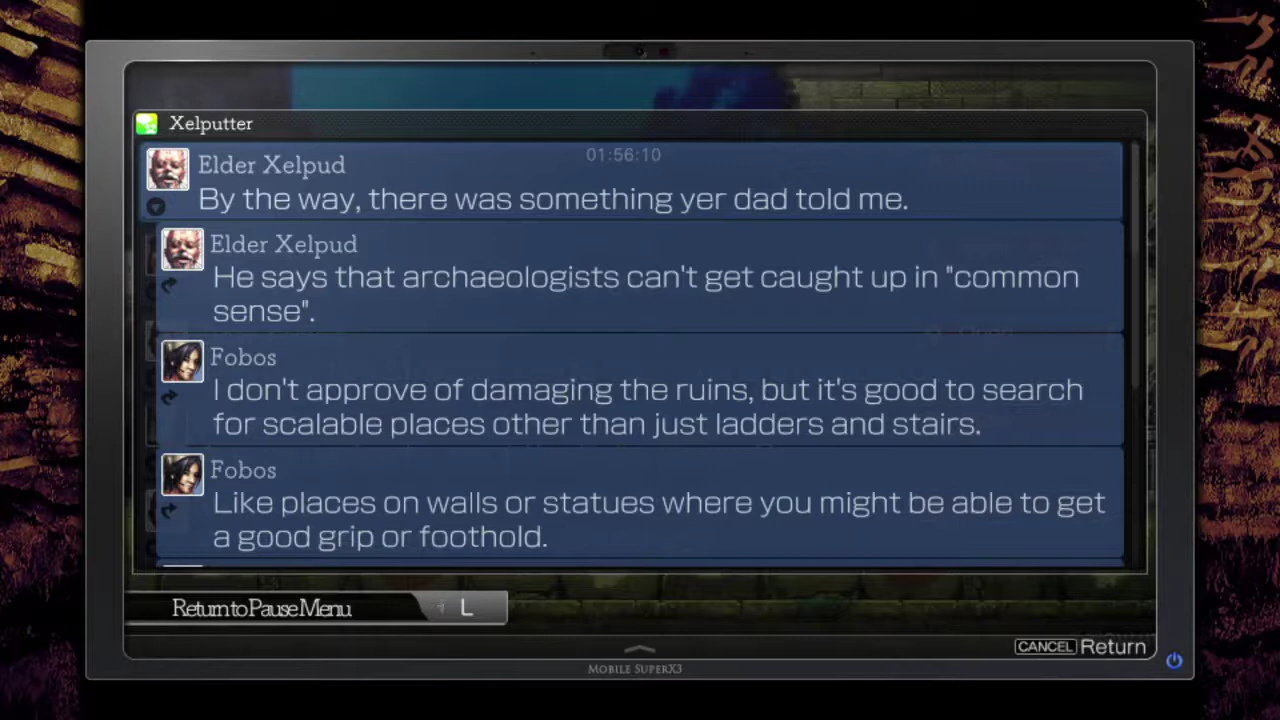 Xelputter
Elder Xelpud
01:56:10
By the way, there was something yer dad told me.
Elder Xelpud
He says that archaeologists can't get caught up in "common
sense".
Fobos
I don't approve of damaging the ruins, but it's good to search
for scalable places other than just ladders and stairs.
Fobos
Like places on walls or statues where you might be able to get
a good grip or foothold.
Return to Pause Menu
L
CANCEL Return
MOBILE SUPERX3